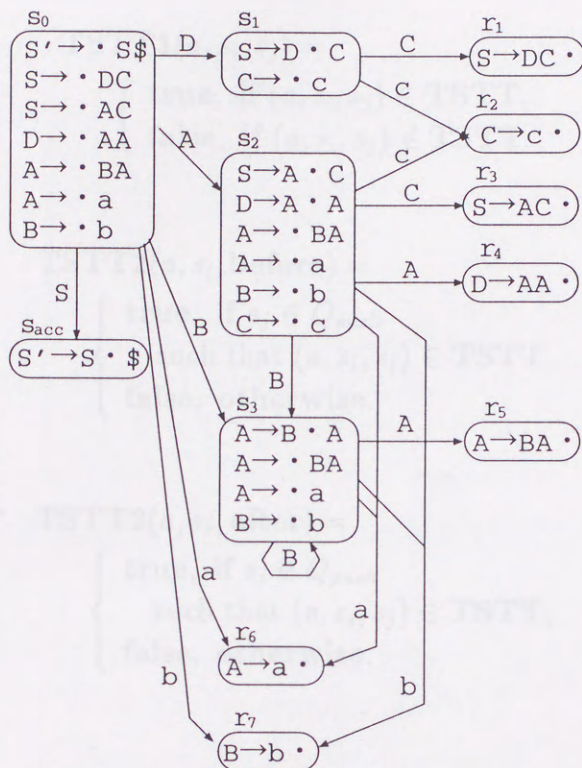 s₀
S′→ · S$
S→ · DC
S→ · AC
D→ · AA
A→ · BA
A→ · a
B→ · b
D
s₁
S→D · C
C→ · c
C
r₁
S→DC ·
c
A
s₂
S→A · C
D→A · A
A→ · BA
A→ · a
B→ · b
C→ · c
c
r₂
C→c ·
C
r₃
S→AC ·
A
r₄
D→AA ·
S
s_acc
S′→S · $
B
B
s₃
A→B · A
A→ · BA
A→ · a
B→ · b
B
A
r₅
A→BA ·
a
a
r₆
A→a ·
b
b
r₇
B→b ·